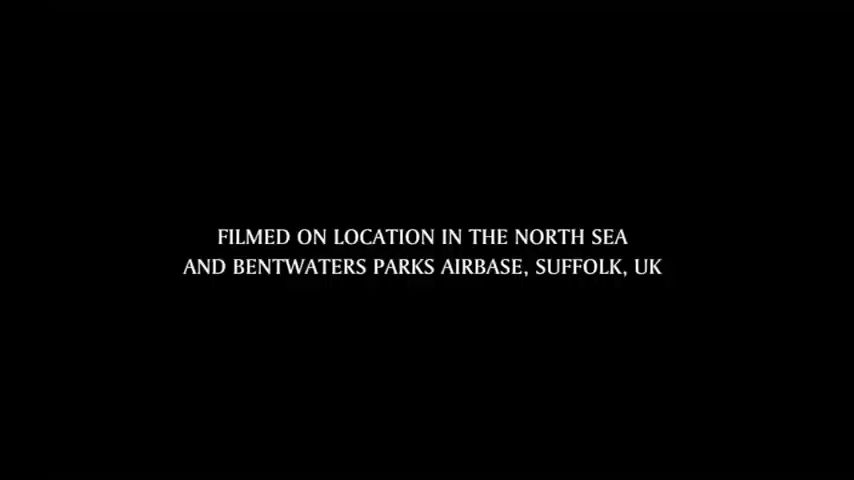 FILMED ON LOCATION IN THE NORTH SEA
AND BENTWATERS PARKS AIRBASE, SUFFOLK, UK